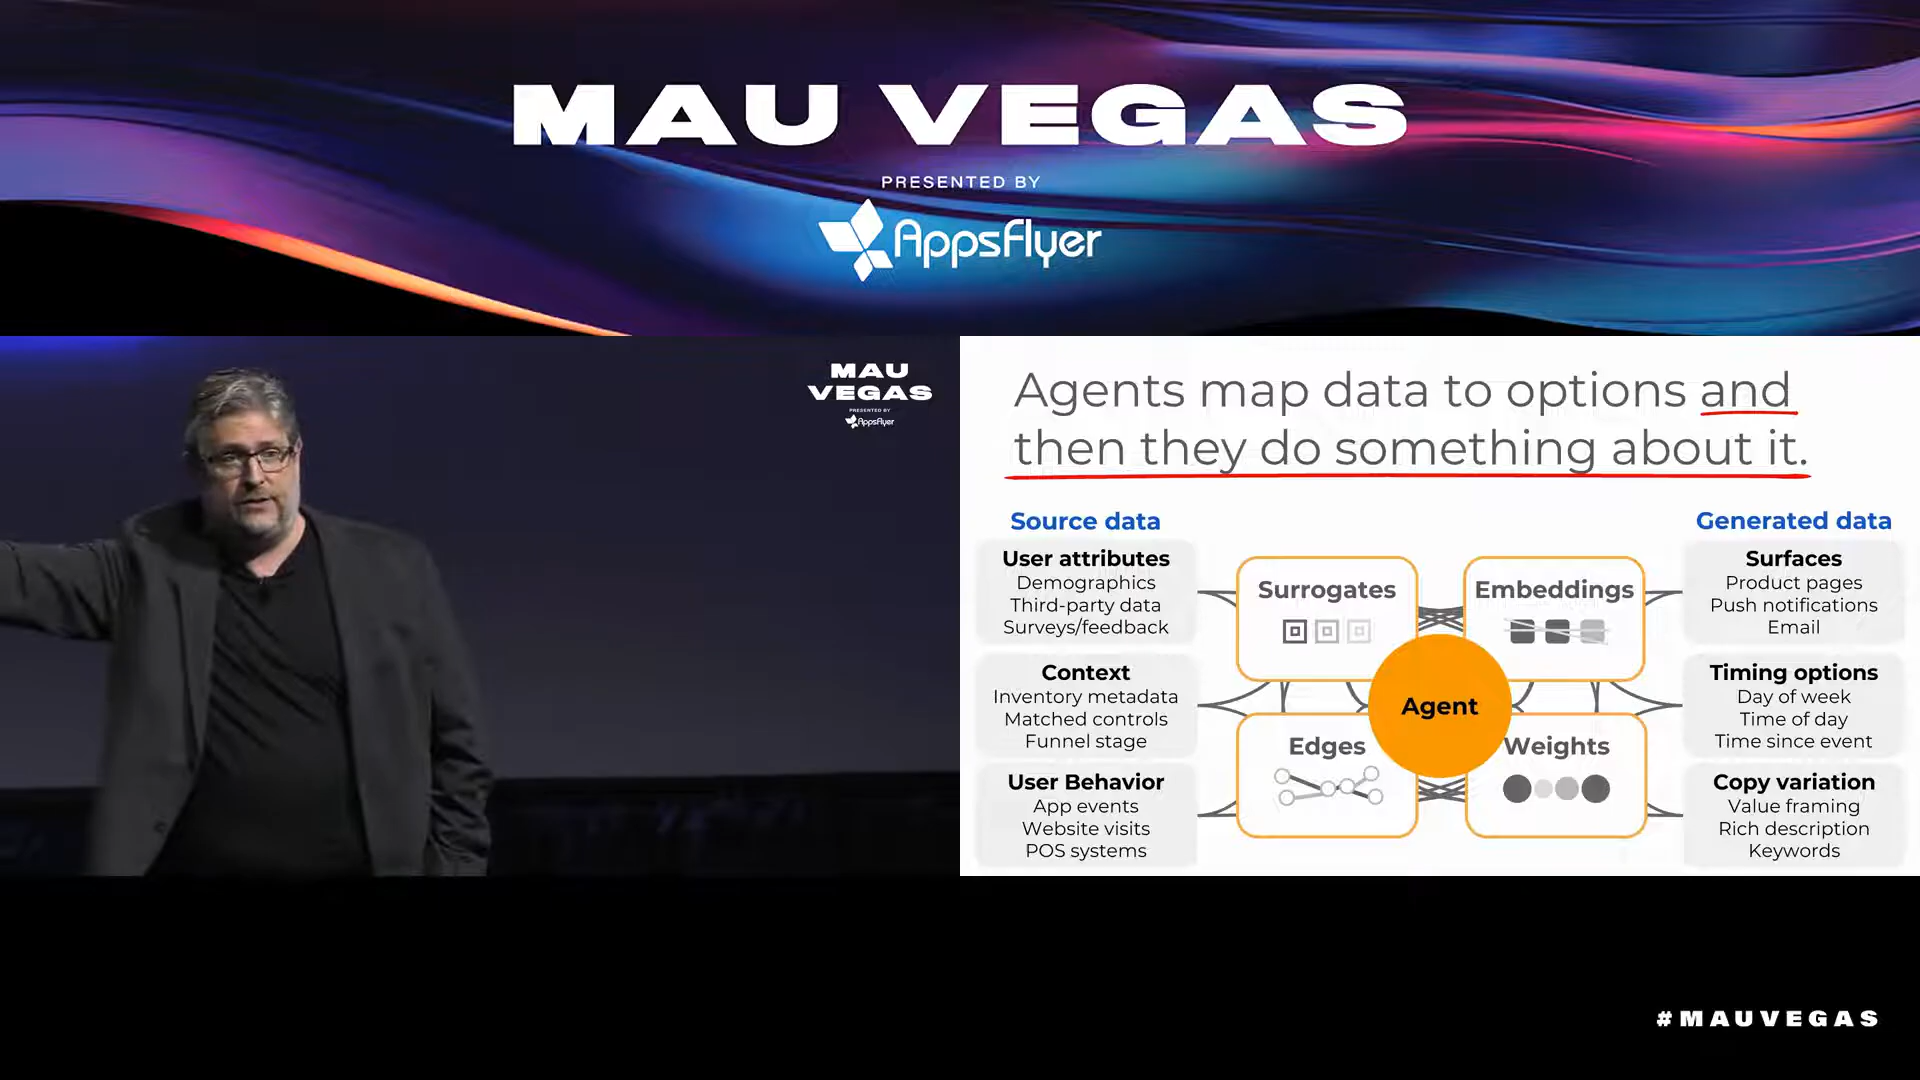 MAU VEGAS
PRESENTED BY
AppsFlyer
MAU
VEGAS
PRESENTED BY
AppsFlyer
Agents map data to options and
then they do something about it.
Source data
User attributes
Demographics
Third-party data
Surveys/feedback
Context
Inventory metadata
Matched controls
Funnel stage
User Behavior
App events
Website visits
POS systems
Surrogates
Embeddings
Agent
Edges
Weights
Generated data
Surfaces
Product pages
Push notifications
Email
Timing options
Day of week
Time of day
Time since event
Copy variation
Value framing
Rich description
Keywords
#MAUVEGAS